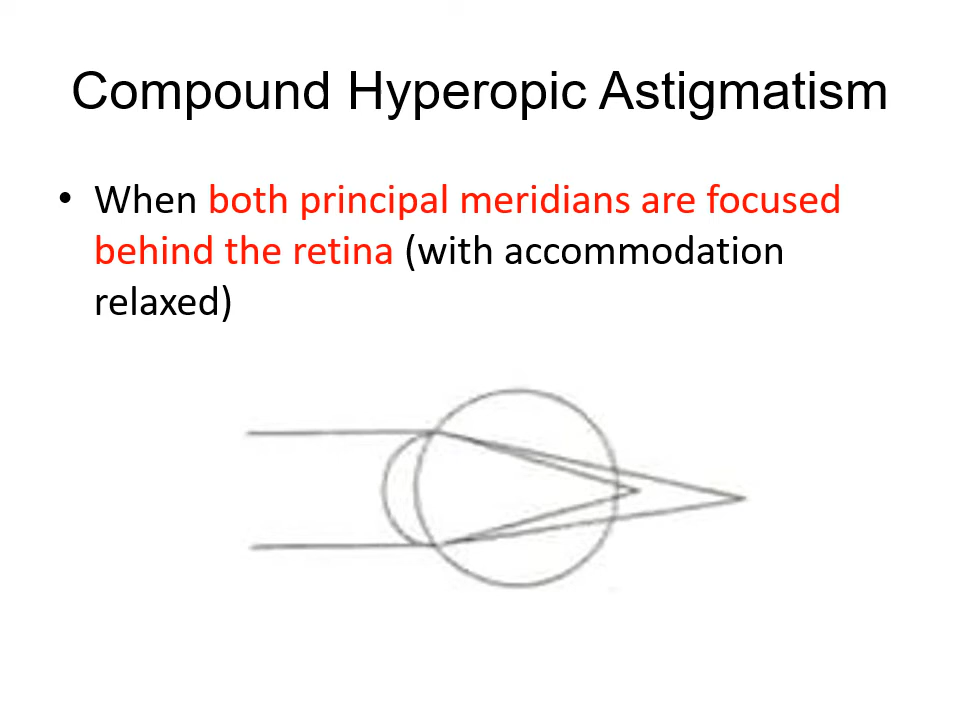 Compound Hyperopic Astigmatism
• When both principal meridians are focused
behind the retina (with accommodation
relaxed)